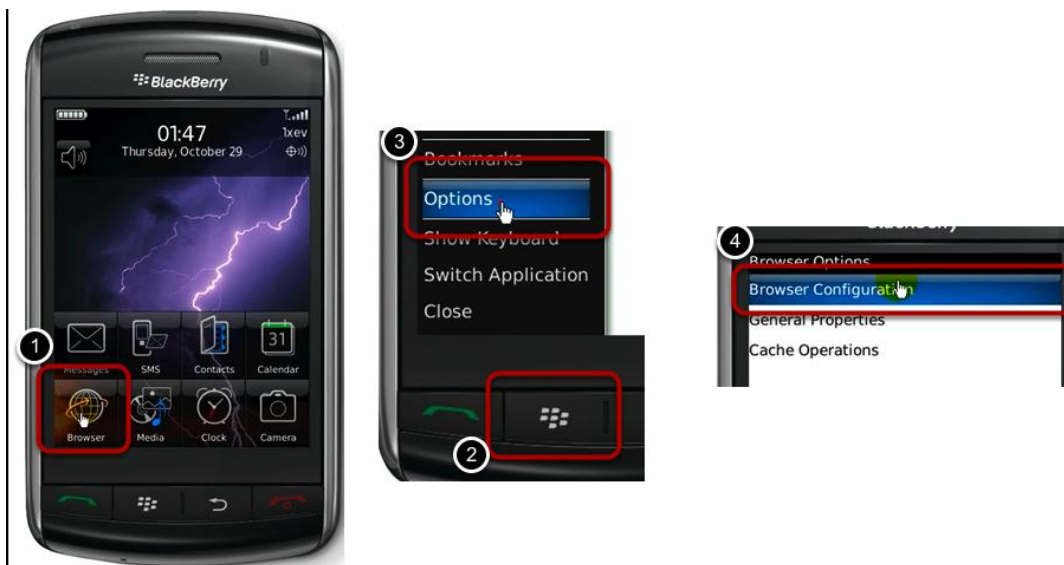 BlackBerry
01:47
1xev
Thursday, October 29
Messages
SMS
Contacts
31
Calendar
Browser
Media
Clock
Camera
1
3
Bookmarks
Options
Show Keyboard
Switch Application
Close
2
4
BlackBerry
Browser Options
Browser Configuration
General Properties
Cache Operations